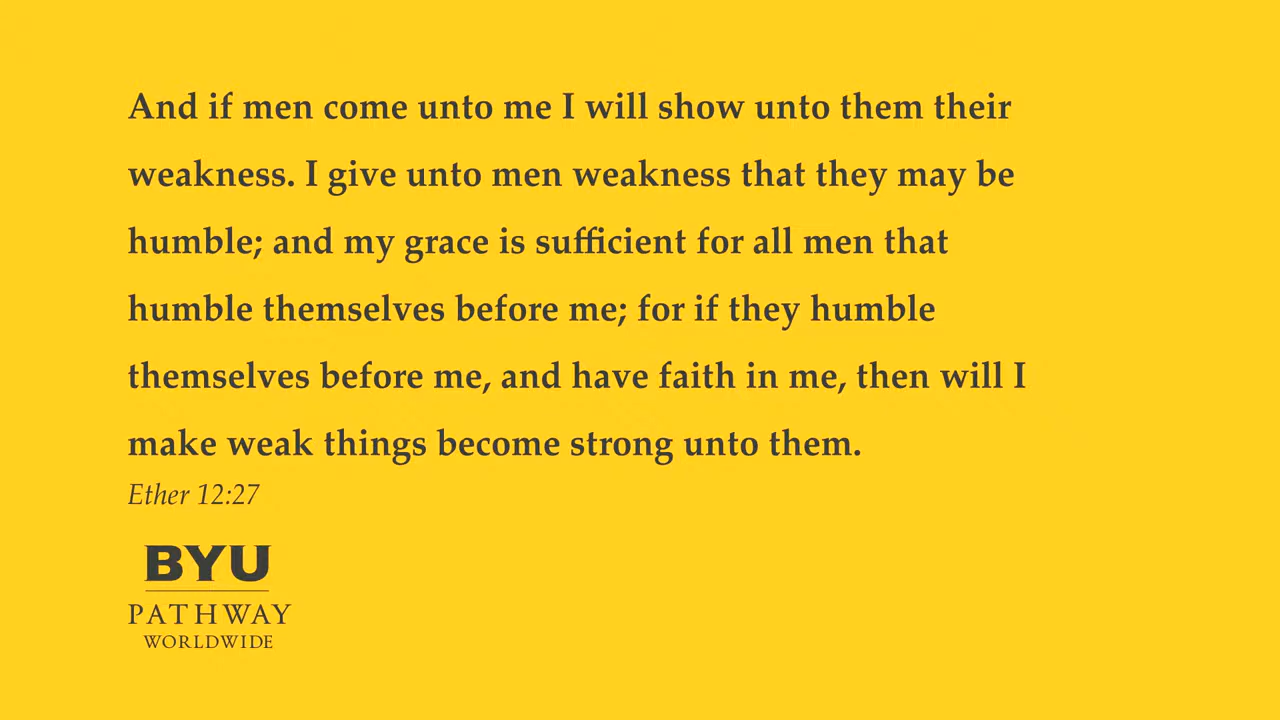 And if men come unto me I will show unto them their
weakness. I give unto men weakness that they may be
humble; and my grace is sufficient for all men that
humble themselves before me; for if they humble
themselves before me, and have faith in me, then will I
make weak things become strong unto them.
Ether 12:27
BYU
PATHWAY
WORLDWIDE